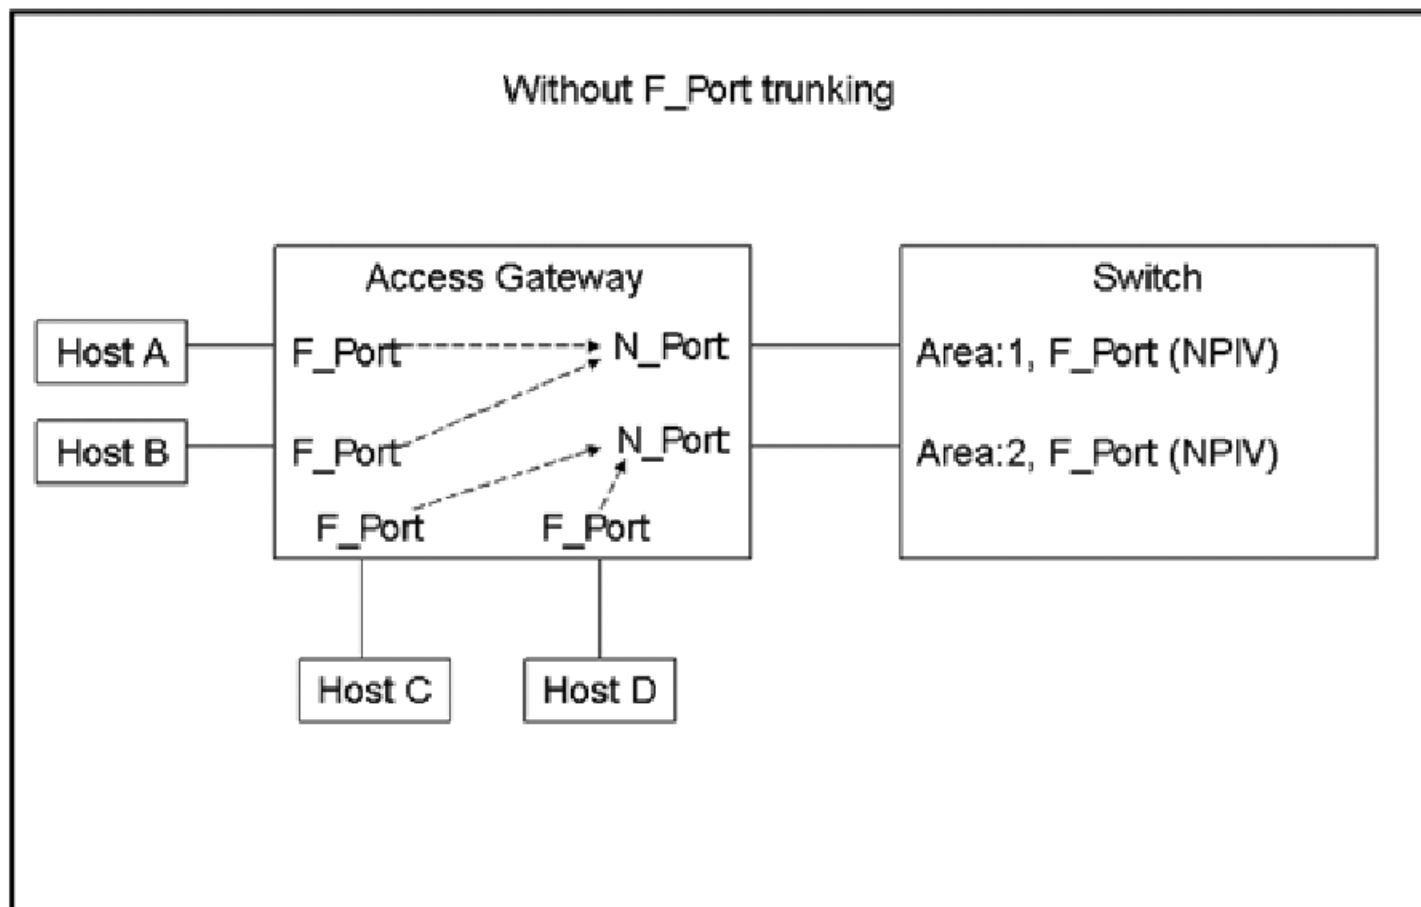 Without F_Port trunking
Access Gateway
Switch
Host A
F_Port
N_Port
Area:1, F_Port (NPIV)
Host B
F_Port
N_Port
Area:2, F_Port (NPIV)
F_Port
F_Port
Host C
Host D